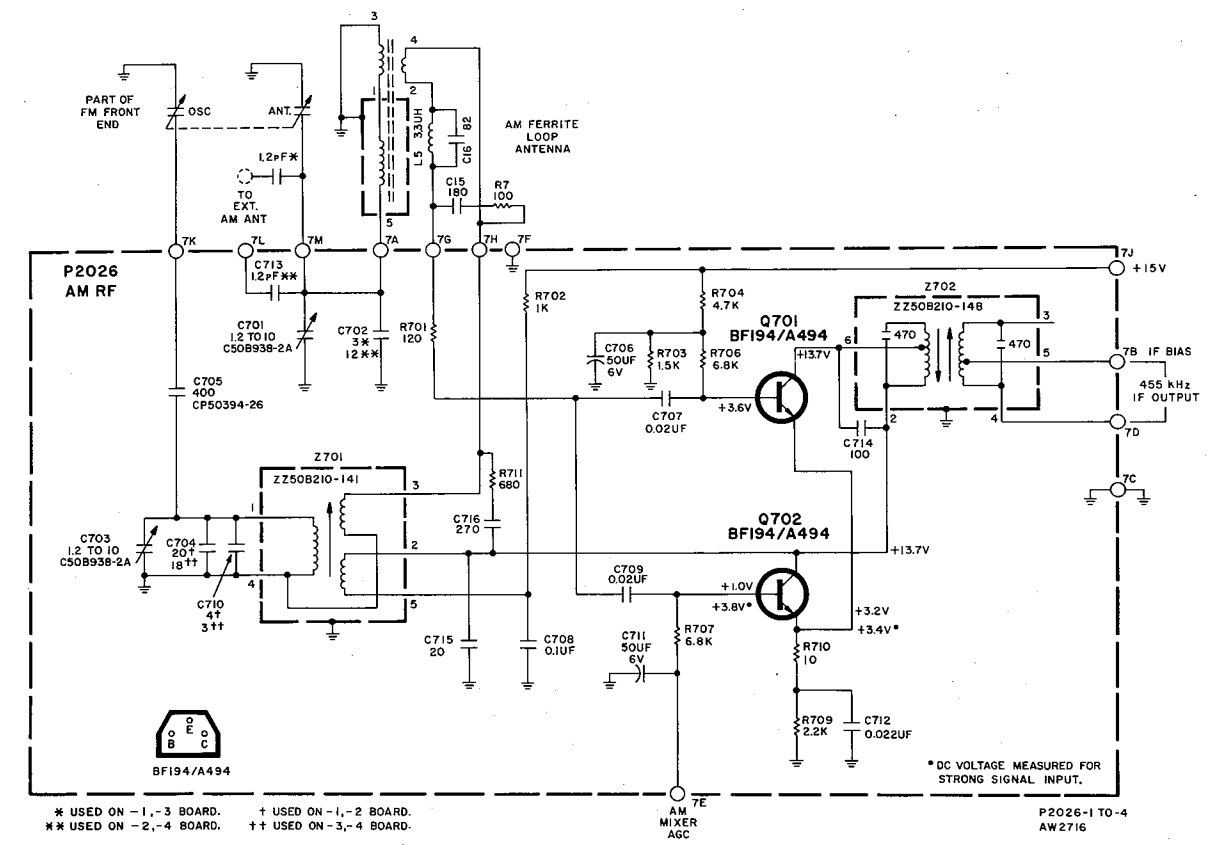 3
4
PART OF
FM FRONT
END
OSC
ANT.
1
2
L5 3.3UH
82
C16
AM FERRITE
LOOP
ANTENNA
1.2pF*
TO
EXT.
AM ANT
C15
180
R7
100
5
7K
7L
7M
7A
7G
7H
7F
7J
+15V
P2026
AM RF
C713
1.2pF**
C701
1.2 TO 10
C50B938-2A
C702
3*
12**
R701
120
R702
1K
R704
4.7K
C706
50UF
6V
R703
1.5K
R706
6.8K
Q701
BF194/A494
+13.7V
+3.6V
C707
0.02UF
Z702
ZZ50B210-148
6
470
470
3
5
2
4
C714
100
7B IF BIAS
455 kHz
IF OUTPUT
7D
7C
C705
400
CP50394-26
Z701
ZZ50B210-141
1
3
2
4
5
R711
680
C716
270
C703
1.2 TO 10
C50B938-2A
C704
20†
18††
C710
4†
3††
C715
20
C708
0.1UF
C709
0.02UF
C711
50UF
6V
R707
6.8K
Q702
BF194/A494
+13.7V
+1.0V
+3.8V*
+3.2V
+3.4V*
R710
10
R709
2.2K
C712
0.022UF
E
B C
BF194/A494
* DC VOLTAGE MEASURED FOR
STRONG SIGNAL INPUT.
7E
AM
MIXER
AGC
* USED ON -1,-3 BOARD. † USED ON -1,-2 BOARD.
** USED ON -2,-4 BOARD. †† USED ON -3,-4 BOARD.
P2026-1 TO-4
AW2716